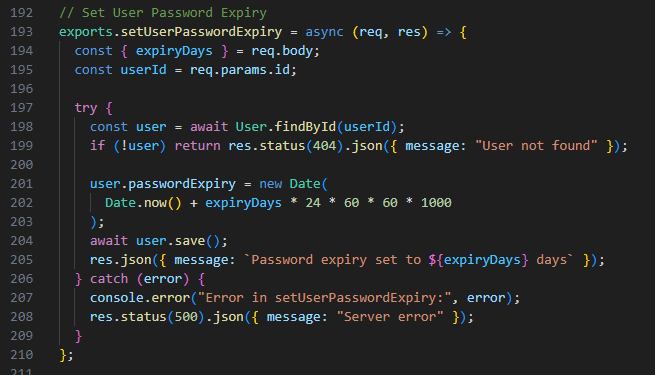 192 // Set User Password Expiry
193 exports.setUserPasswordExpiry = async (req, res) => {
194   const { expiryDays } = req.body;
195   const userId = req.params.id;
196
197   try {
198     const user = await User.findById(userId);
199     if (!user) return res.status(404).json({ message: "User not found" });
200
201     user.passwordExpiry = new Date(
202       Date.now() + expiryDays * 24 * 60 * 60 * 1000
203     );
204     await user.save();
205     res.json({ message: `Password expiry set to ${expiryDays} days` });
206   } catch (error) {
207     console.error("Error in setUserPasswordExpiry:", error);
208     res.status(500).json({ message: "Server error" });
209   }
210 };
211